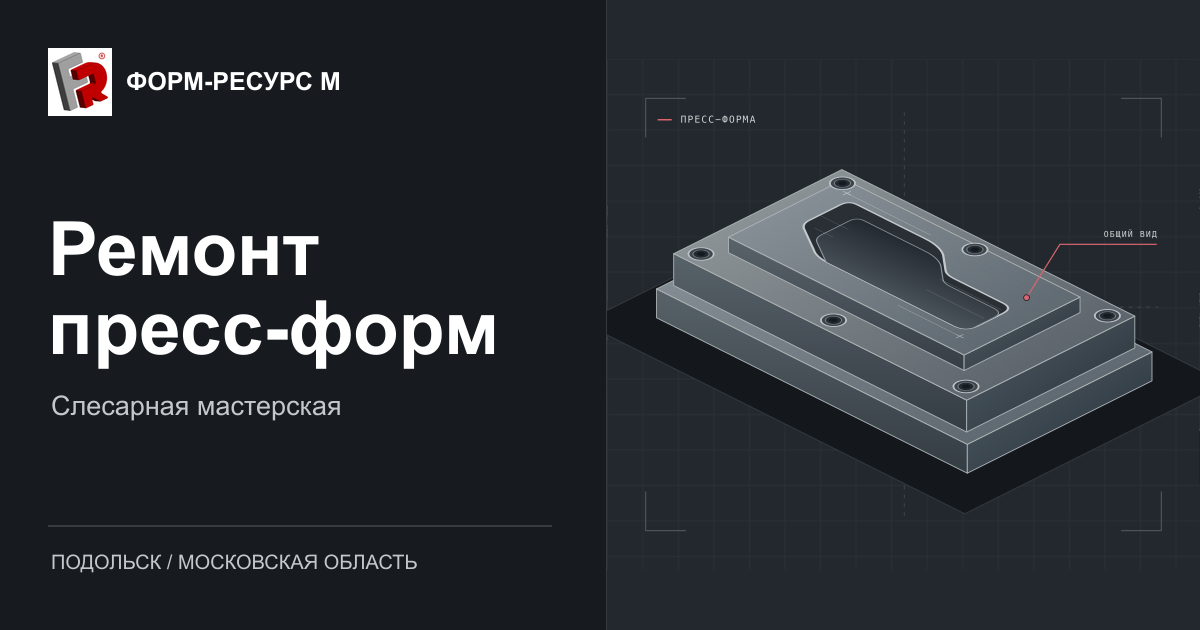 ФОРМ-РЕСУРС М
Ремонт
пресс-форм
Слесарная мастерская
ПОДОЛЬСК / МОСКОВСКАЯ ОБЛАСТЬ
ПРЕСС–ФОРМА
ОБЩИЙ ВИД